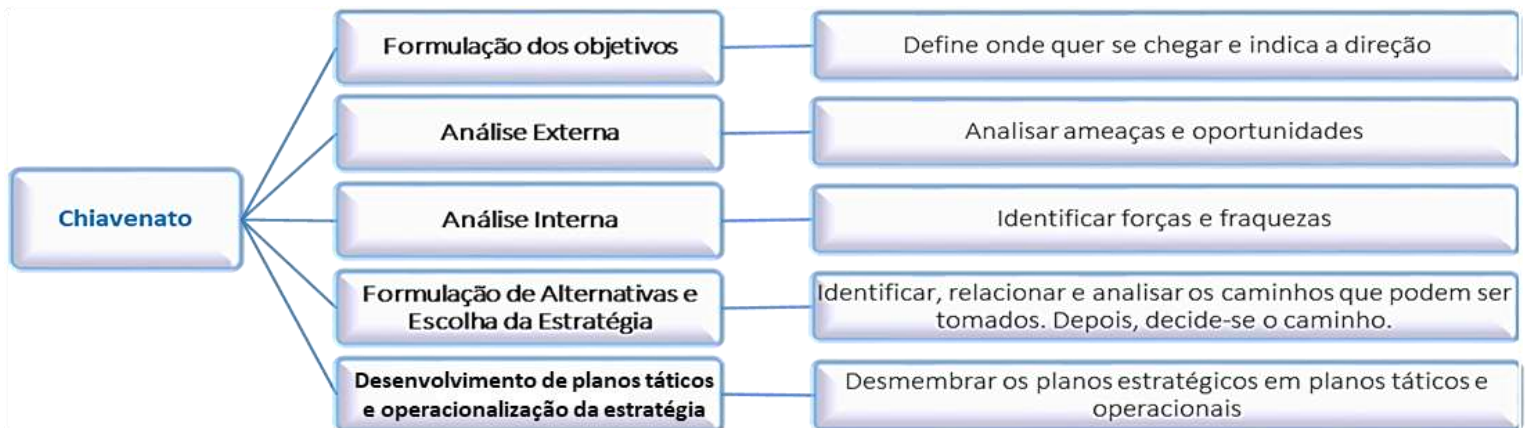 Chiavenato
Formulação dos objetivos
Define onde quer se chegar e indica a direção
Análise Externa
Analisar ameaças e oportunidades
Análise Interna
Identificar forças e fraquezas
Formulação de Alternativas e
Escolha da Estratégia
Identificar, relacionar e analisar os caminhos que podem ser
tomados. Depois, decide-se o caminho.
Desenvolvimento de planos táticos
e operacionalização da estratégia
Desmembrar os planos estratégicos em planos táticos e
operacionais